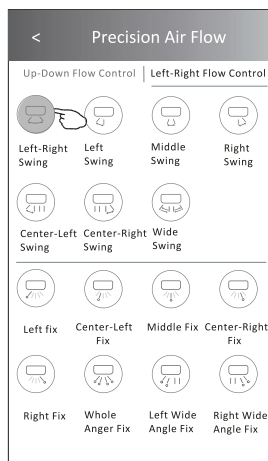 < Precision Air Flow
Up-Down Flow Control Left-Right Flow Control
Left-Right Left Middle Right
Swing Swing Swing Swing
Center-Left Center-Right Wide
Swing Swing Swing
Left fix Center-Left Middle Fix Center-Right
Fix Fix
Right Fix Whole Left Wide Right Wide
Anger Fix Angle Fix Angle Fix